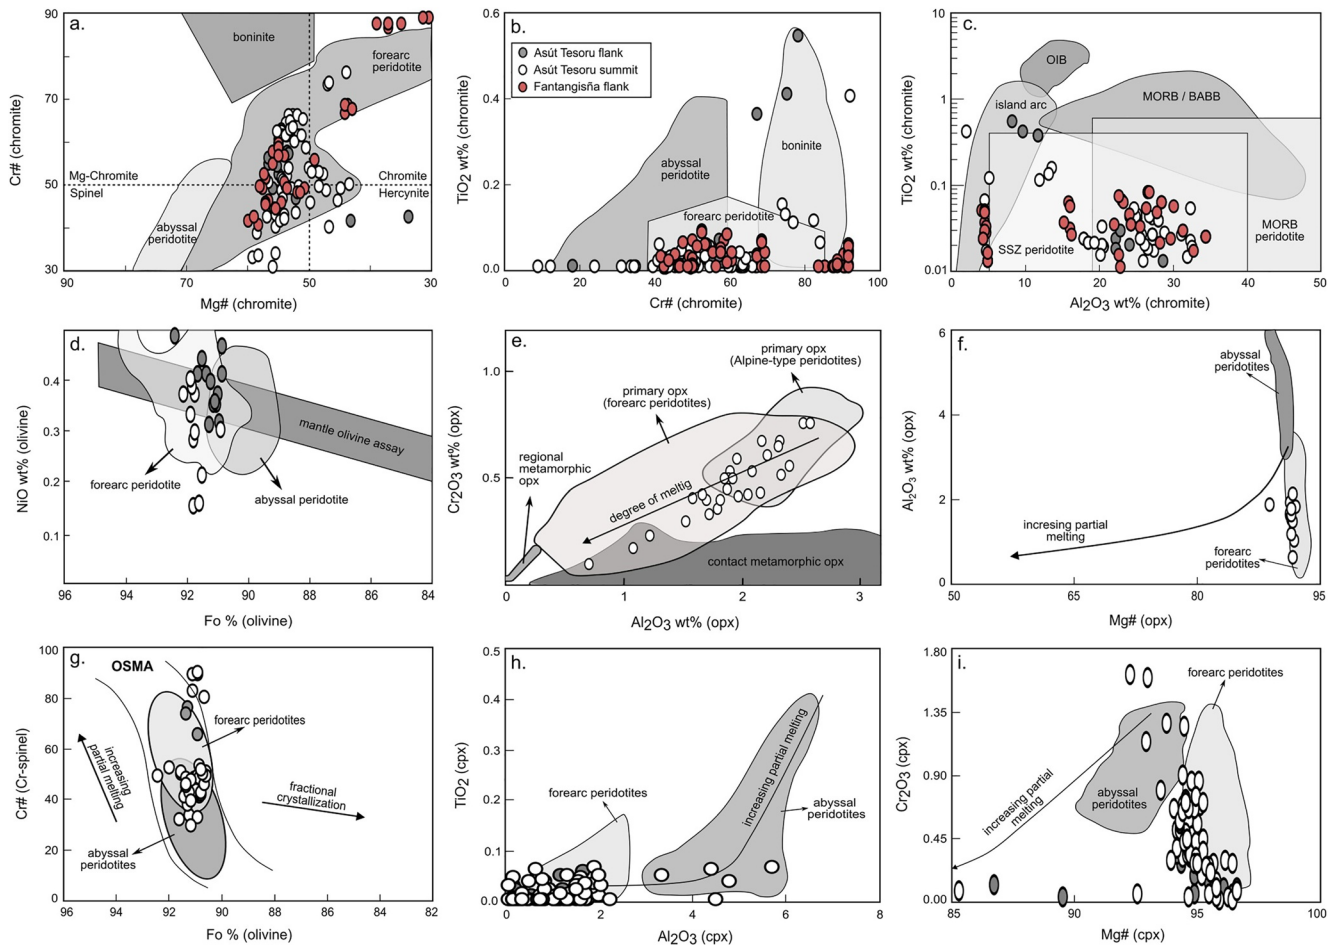 a.
90
70
50
30
Cr# (chromite)
boninite
forearc
peridotite
Mg-Chromite
Spinel
Chromite
Hercynite
abyssal
peridotite
90
70
50
30
Mg# (chromite)
b.
0.6
0.4
0.2
0.0
TiO2 wt% (chromite)
Asút Tesoru flank
Asút Tesoru summit
Fantangisña flank
abyssal
peridotite
boninite
forearc peridotite
0
20
40
60
80
100
Cr# (chromite)
c.
10
1
0.1
0.01
TiO2 wt% (chromite)
OIB
island arc
MORB / BABB
SSZ peridotite
MORB
peridotite
0
10
20
30
40
50
Al2O3 wt% (chromite)
d.
0.4
0.3
0.2
0.1
NiO wt% (olivine)
mantle olivine assay
forearc peridotite
abyssal peridotite
96
94
92
90
88
86
84
Fo % (olivine)
e.
1.0
0.5
Cr2O3 wt% (opx)
primary opx
(Alpine-type peridotites)
primary opx
(forearc peridotites)
regional
metamorphic
opx
degree of meltig
contact metamorphic opx
0
1
2
3
Al2O3 wt% (opx)
f.
6
4
2
0
Al2O3 wt% (opx)
abyssal
peridotites
incresing partial
melting
forearc
peridotites
50
65
80
95
Mg# (opx)
g.
100
80
60
40
20
0
Cr# (Cr-spinel)
OSMA
forearc peridotites
increasing
partial melting
fractional
crystallization
abyssal
peridotites
96
94
92
90
88
86
84
82
Fo % (olivine)
h.
0.5
0.4
0.3
0.2
0.1
0.0
TiO2 (cpx)
forearc peridotites
increasing partial melting
abyssal
peridotites
0
2
4
6
8
Al2O3 (cpx)
i.
1.80
1.35
0.90
0.45
0.00
Cr2O3 (cpx)
forearc peridotites
abyssal
peridotites
increasing partial
melting
85
90
95
100
Mg# (cpx)